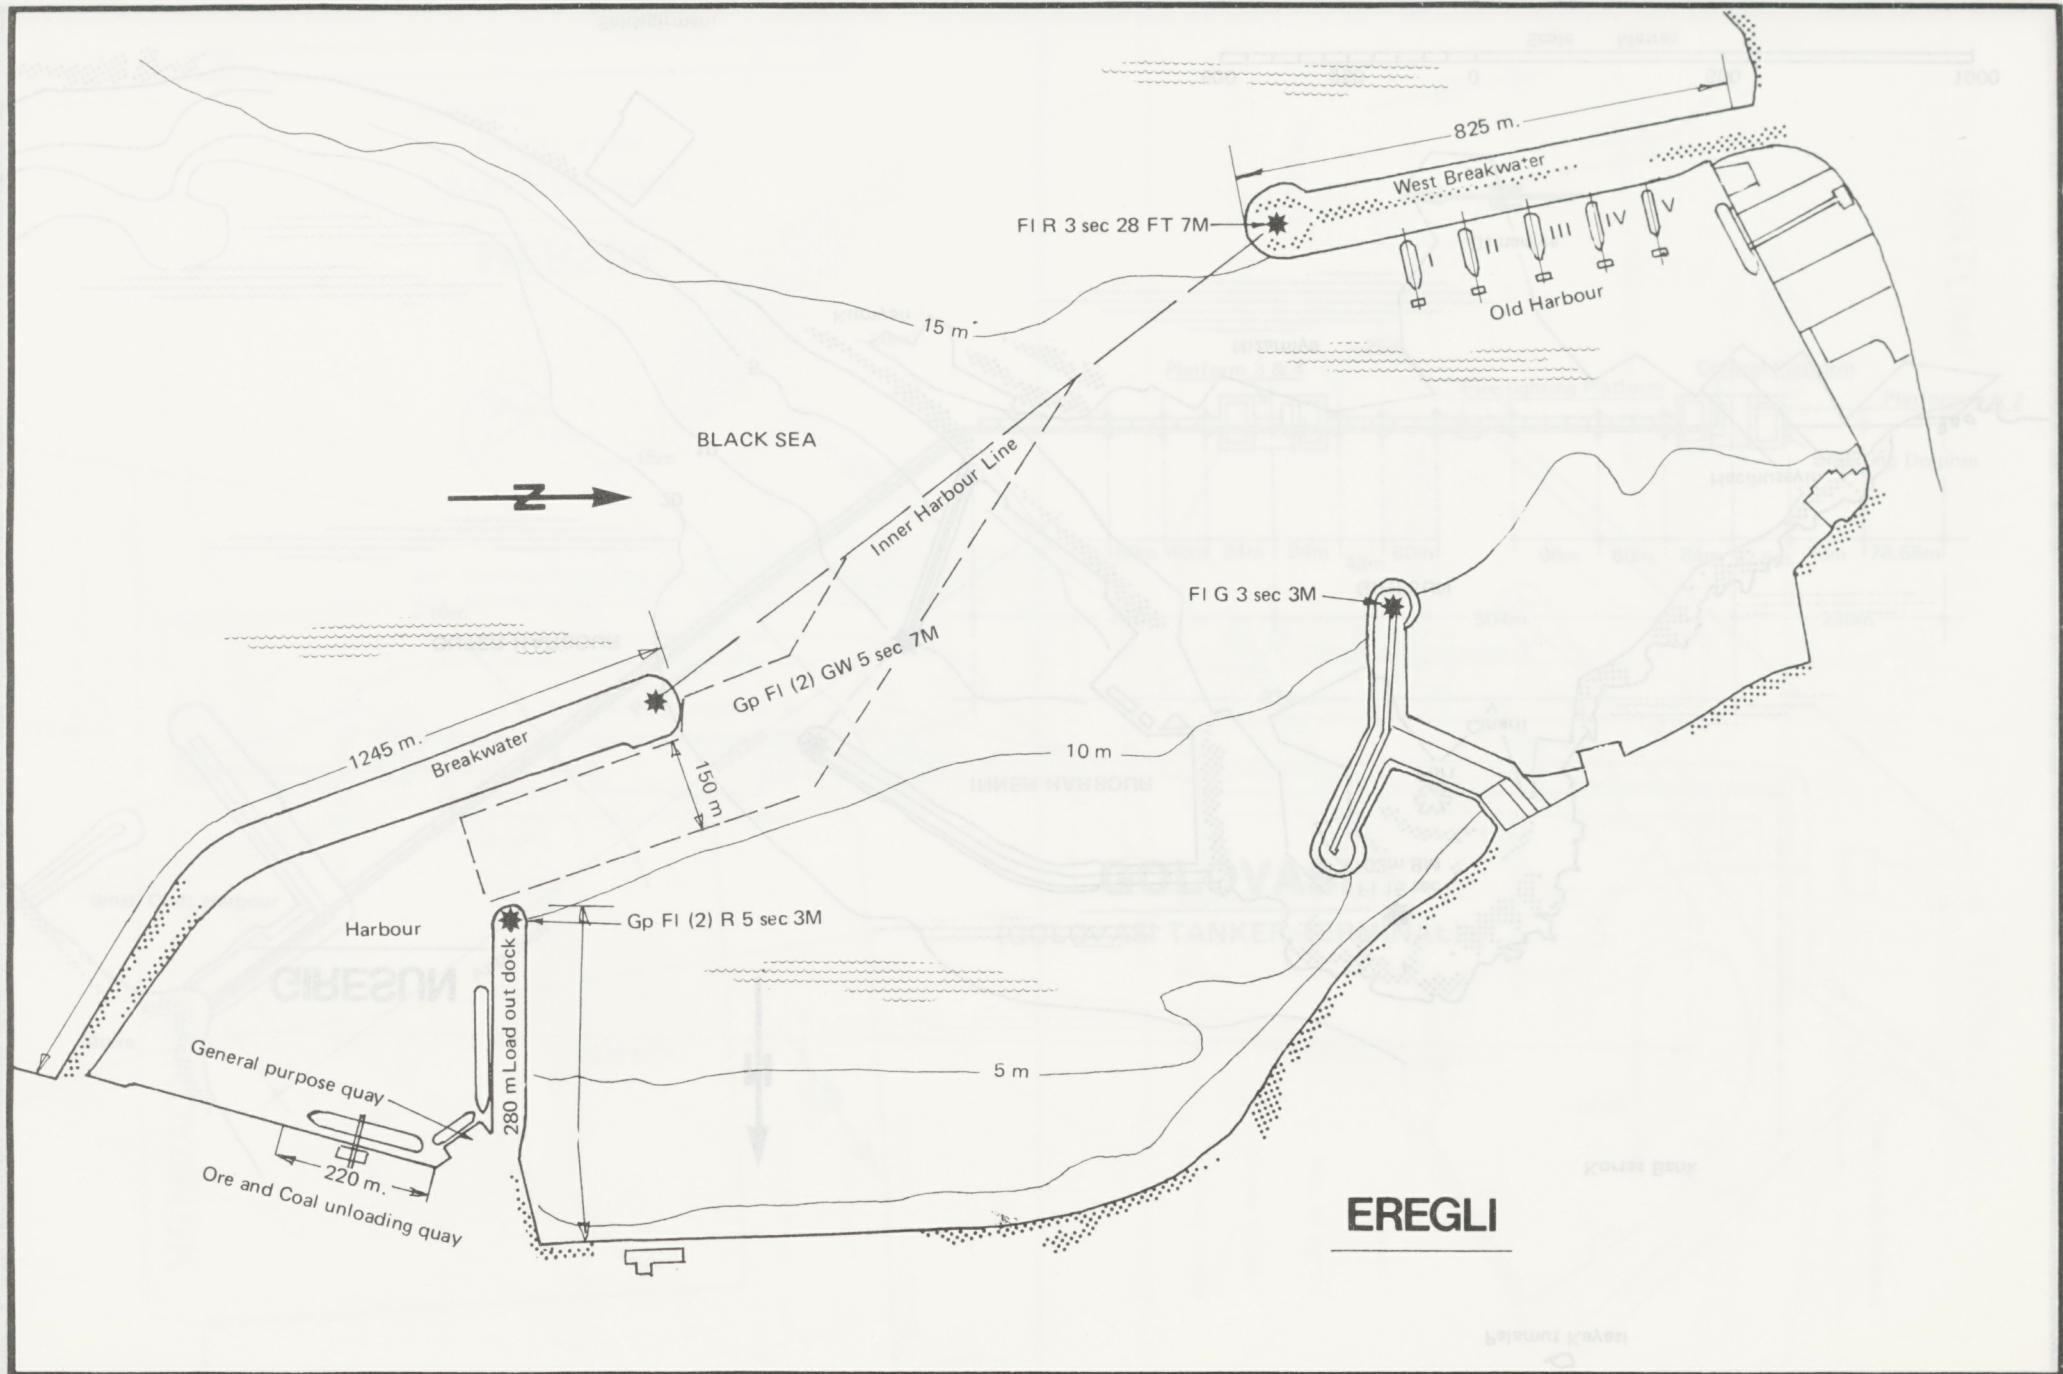 825 m.
West Breakwater
Fl R 3 sec 28 FT 7M
I
II
III
IV
V
Old Harbour
15 m
BLACK SEA
N
Inner Harbour Line
Fl G 3 sec 3M
Gp Fl (2) GW 5 sec 7M
1245 m.
Breakwater
150 m
10 m
Harbour
Gp Fl (2) R 5 sec 3M
280 m Load out dock
General purpose quay
5 m
220 m.
Ore and Coal unloading quay
EREGLI